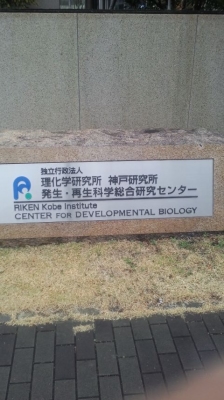 独立行政法人
理化学研究所 神戸研究所
発生・再生科学総合研究センター
RIKEN Kobe Institute
CENTER FOR DEVELOPMENTAL BIOLOGY